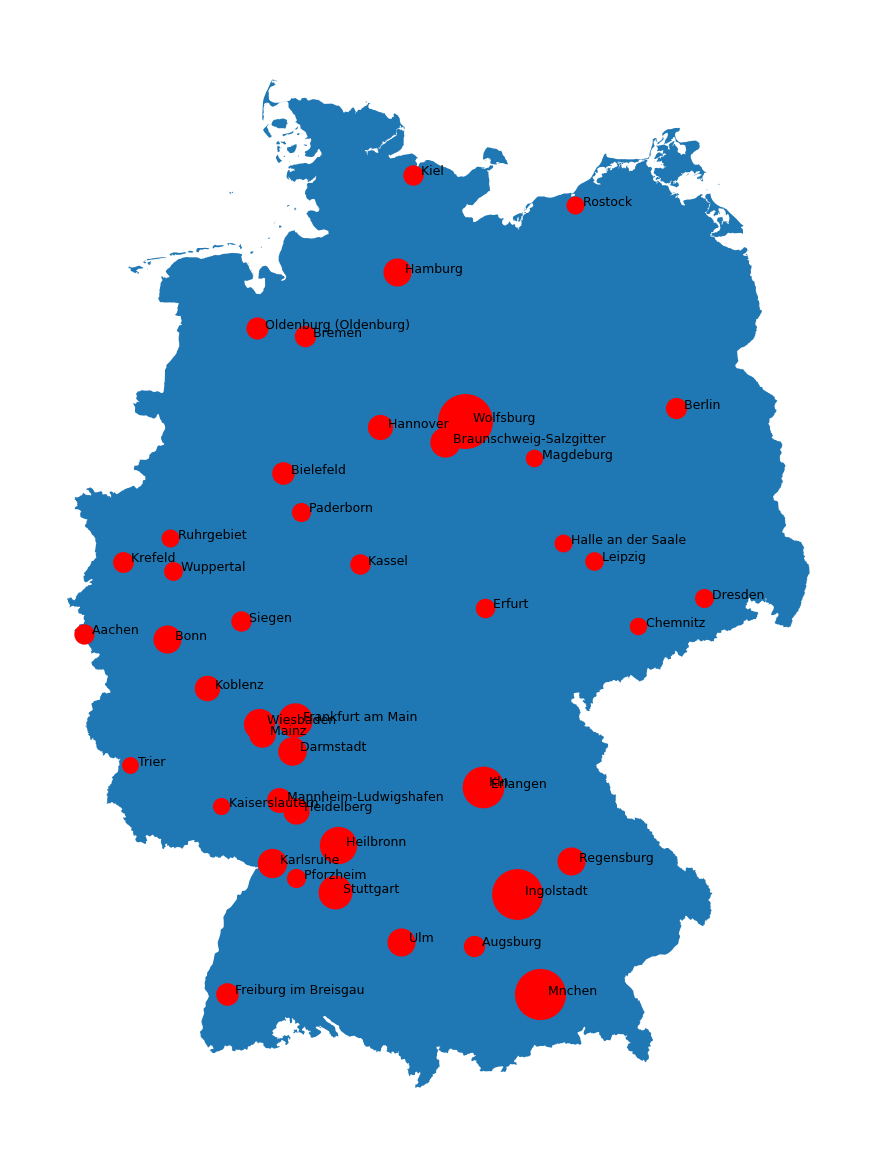 Kiel
Rostock
Hamburg
Oldenburg (Oldenburg)
Bremen
Berlin
Wolfsburg
Hannover
Braunschweig-Salzgitter
Magdeburg
Bielefeld
Paderborn
Ruhrgebiet
Halle an der Saale
Krefeld
Leipzig
Kassel
Wuppertal
Dresden
Erfurt
Siegen
Chemnitz
Aachen
Bonn
Koblenz
Frankfurt am Main
Wiesbaden
Mainz
Darmstadt
Trier
Kln
Erlangen
Mannheim-Ludwigshafen
Kaiserslautern
Heidelberg
Heilbronn
Regensburg
Karlsruhe
Pforzheim
Stuttgart
Ingolstadt
Ulm
Augsburg
Freiburg im Breisgau
Mnchen